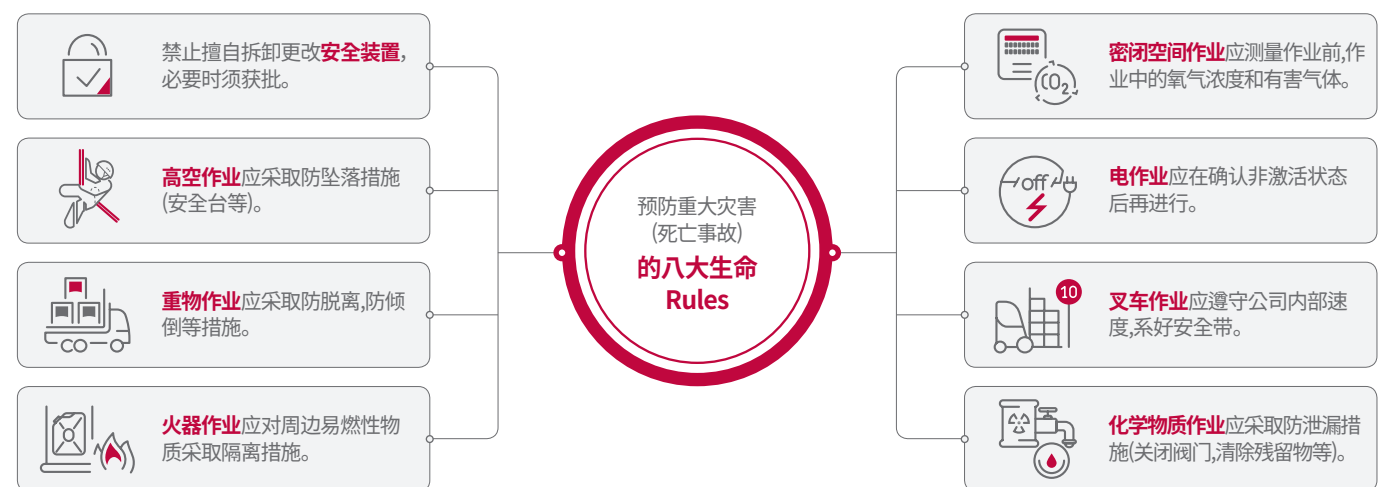 禁止擅自拆卸更改安全装置,
必要时须获批。
高空作业应采取防坠落措施
(安全台等)。
重物作业应采取防脱离,防倾
倒等措施。
火器作业应对周边易燃性物
质采取隔离措施。
预防重大灾害
(死亡事故)
的八大生命
Rules
CO₂
密闭空间作业应测量作业前,作
业中的氧气浓度和有害气体。
off
电作业应在确认非激活状态
后再进行。
10
叉车作业应遵守公司内部速
度,系好安全带。
化学物质作业应采取防泄漏措
施(关闭阀门,清除残留物等)。